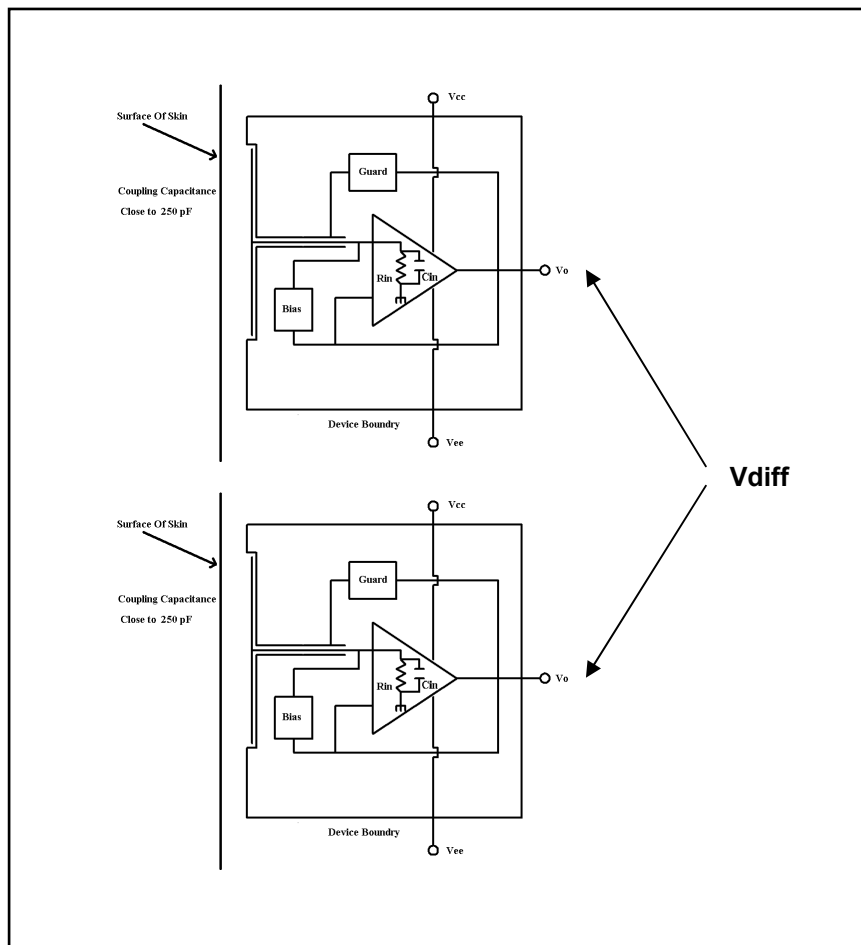 Vcc
Surface Of Skin
Guard
Coupling Capacitance
Close to 250 pF
Rin
Cin
Vo
Bias
Device Boundry
Vee
Vdiff
Vcc
Surface Of Skin
Guard
Coupling Capacitance
Close to 250 pF
Rin
Cin
Vo
Bias
Device Boundry
Vee